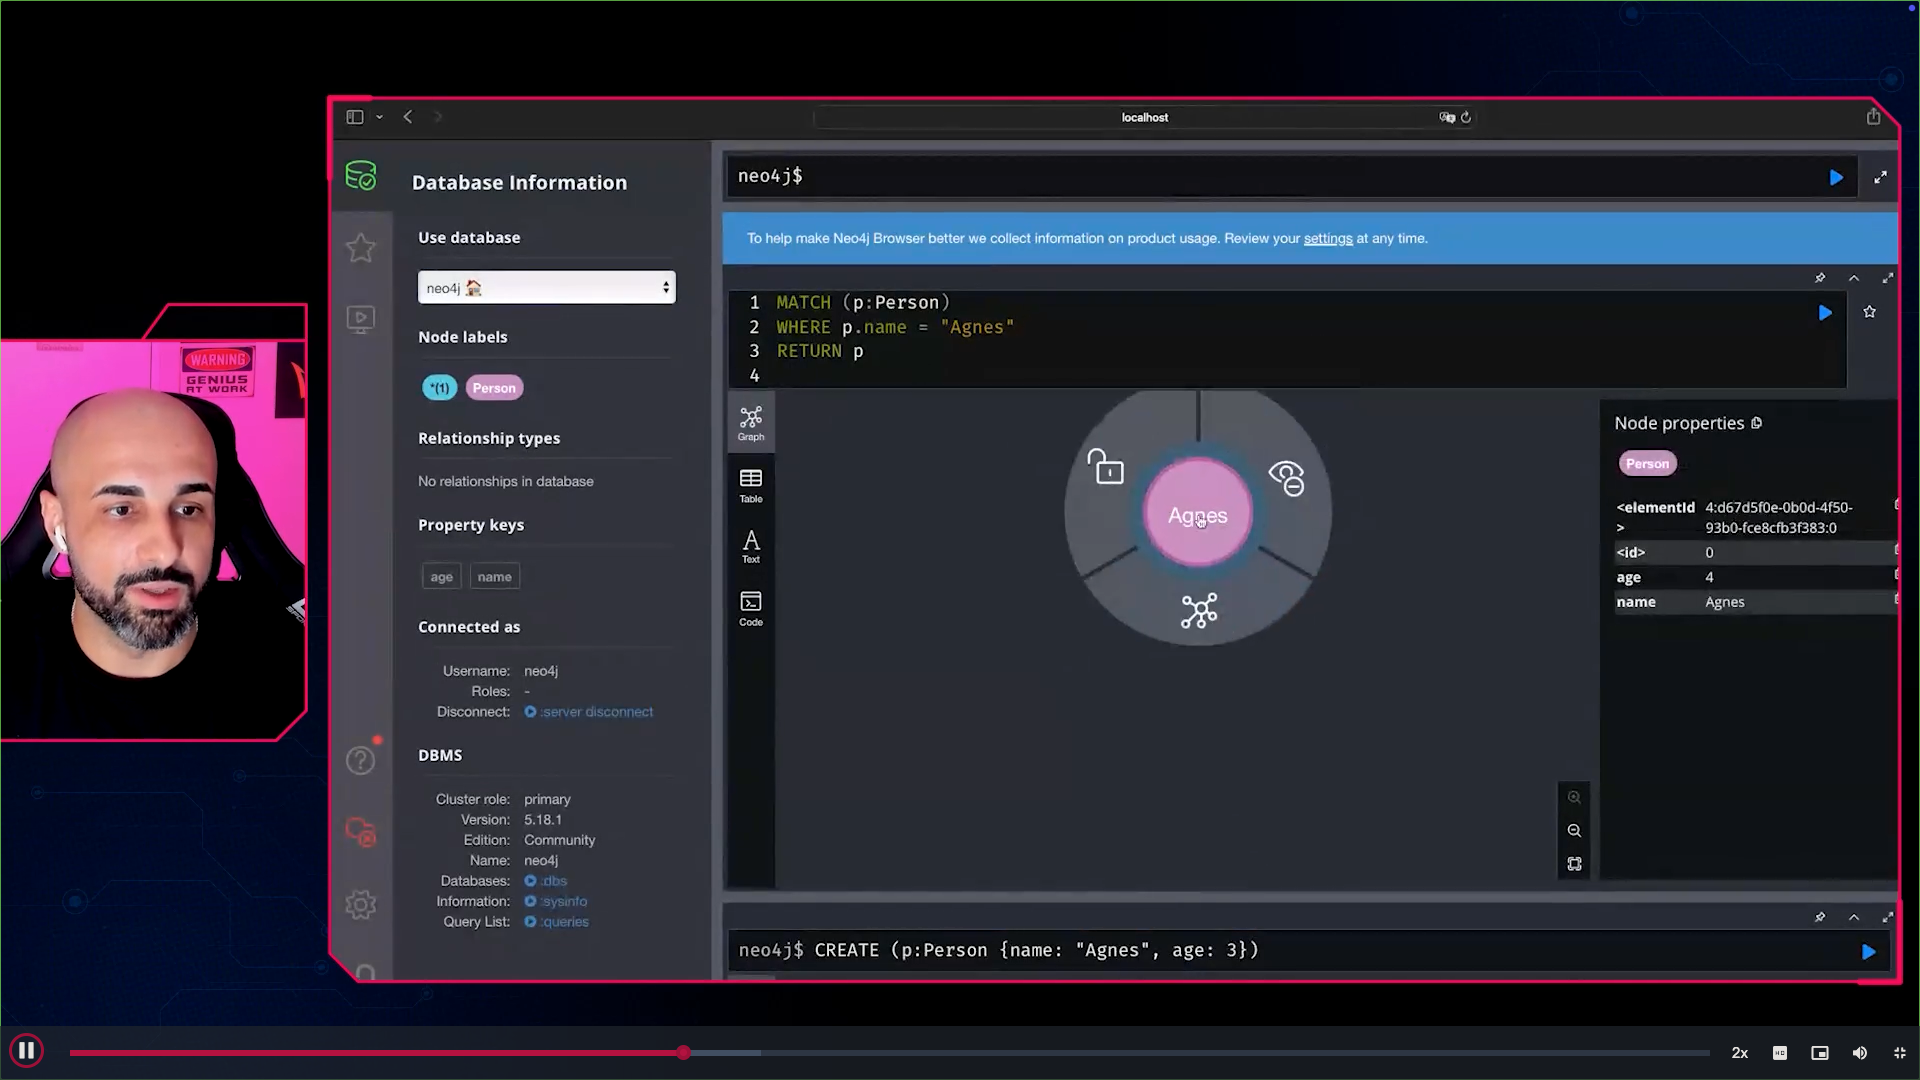 localhost
Database Information
Use database
neo4j
Node labels
*(1) Person
Relationship types
No relationships in database
Property keys
age name
Connected as
Username: neo4j
Roles: -
Disconnect: :server disconnect
DBMS
Cluster role: primary
Version: 5.18.1
Edition: Community
Name: neo4j
Databases: :dbs
Information: :sysinfo
Query List: :queries
neo4j$
To help make Neo4j Browser better we collect information on product usage. Review your settings at any time.
1 MATCH (p:Person)
2 WHERE p.name = "Agnes"
3 RETURN p
4
Graph
Table
Text
Code
Agnes
Node properties
Person
<elementId 4:d67d5f0e-0b0d-4f50-
> 93b0-fce8cfb3f383:0
<id> 0
age 4
name Agnes
neo4j$ CREATE (p:Person {name: "Agnes", age: 3})
WARNING
GENIUS
AT WORK
2x